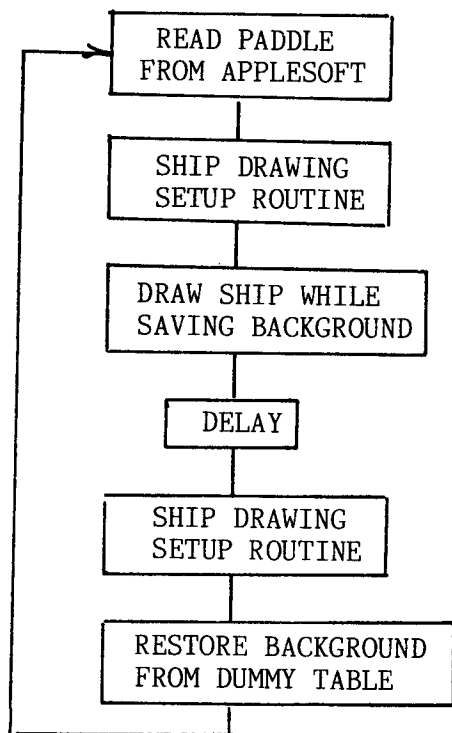 READ PADDLE
FROM APPLESOFT
SHIP DRAWING
SETUP ROUTINE
DRAW SHIP WHILE
SAVING BACKGROUND
DELAY
SHIP DRAWING
SETUP ROUTINE
RESTORE BACKGROUND
FROM DUMMY TABLE